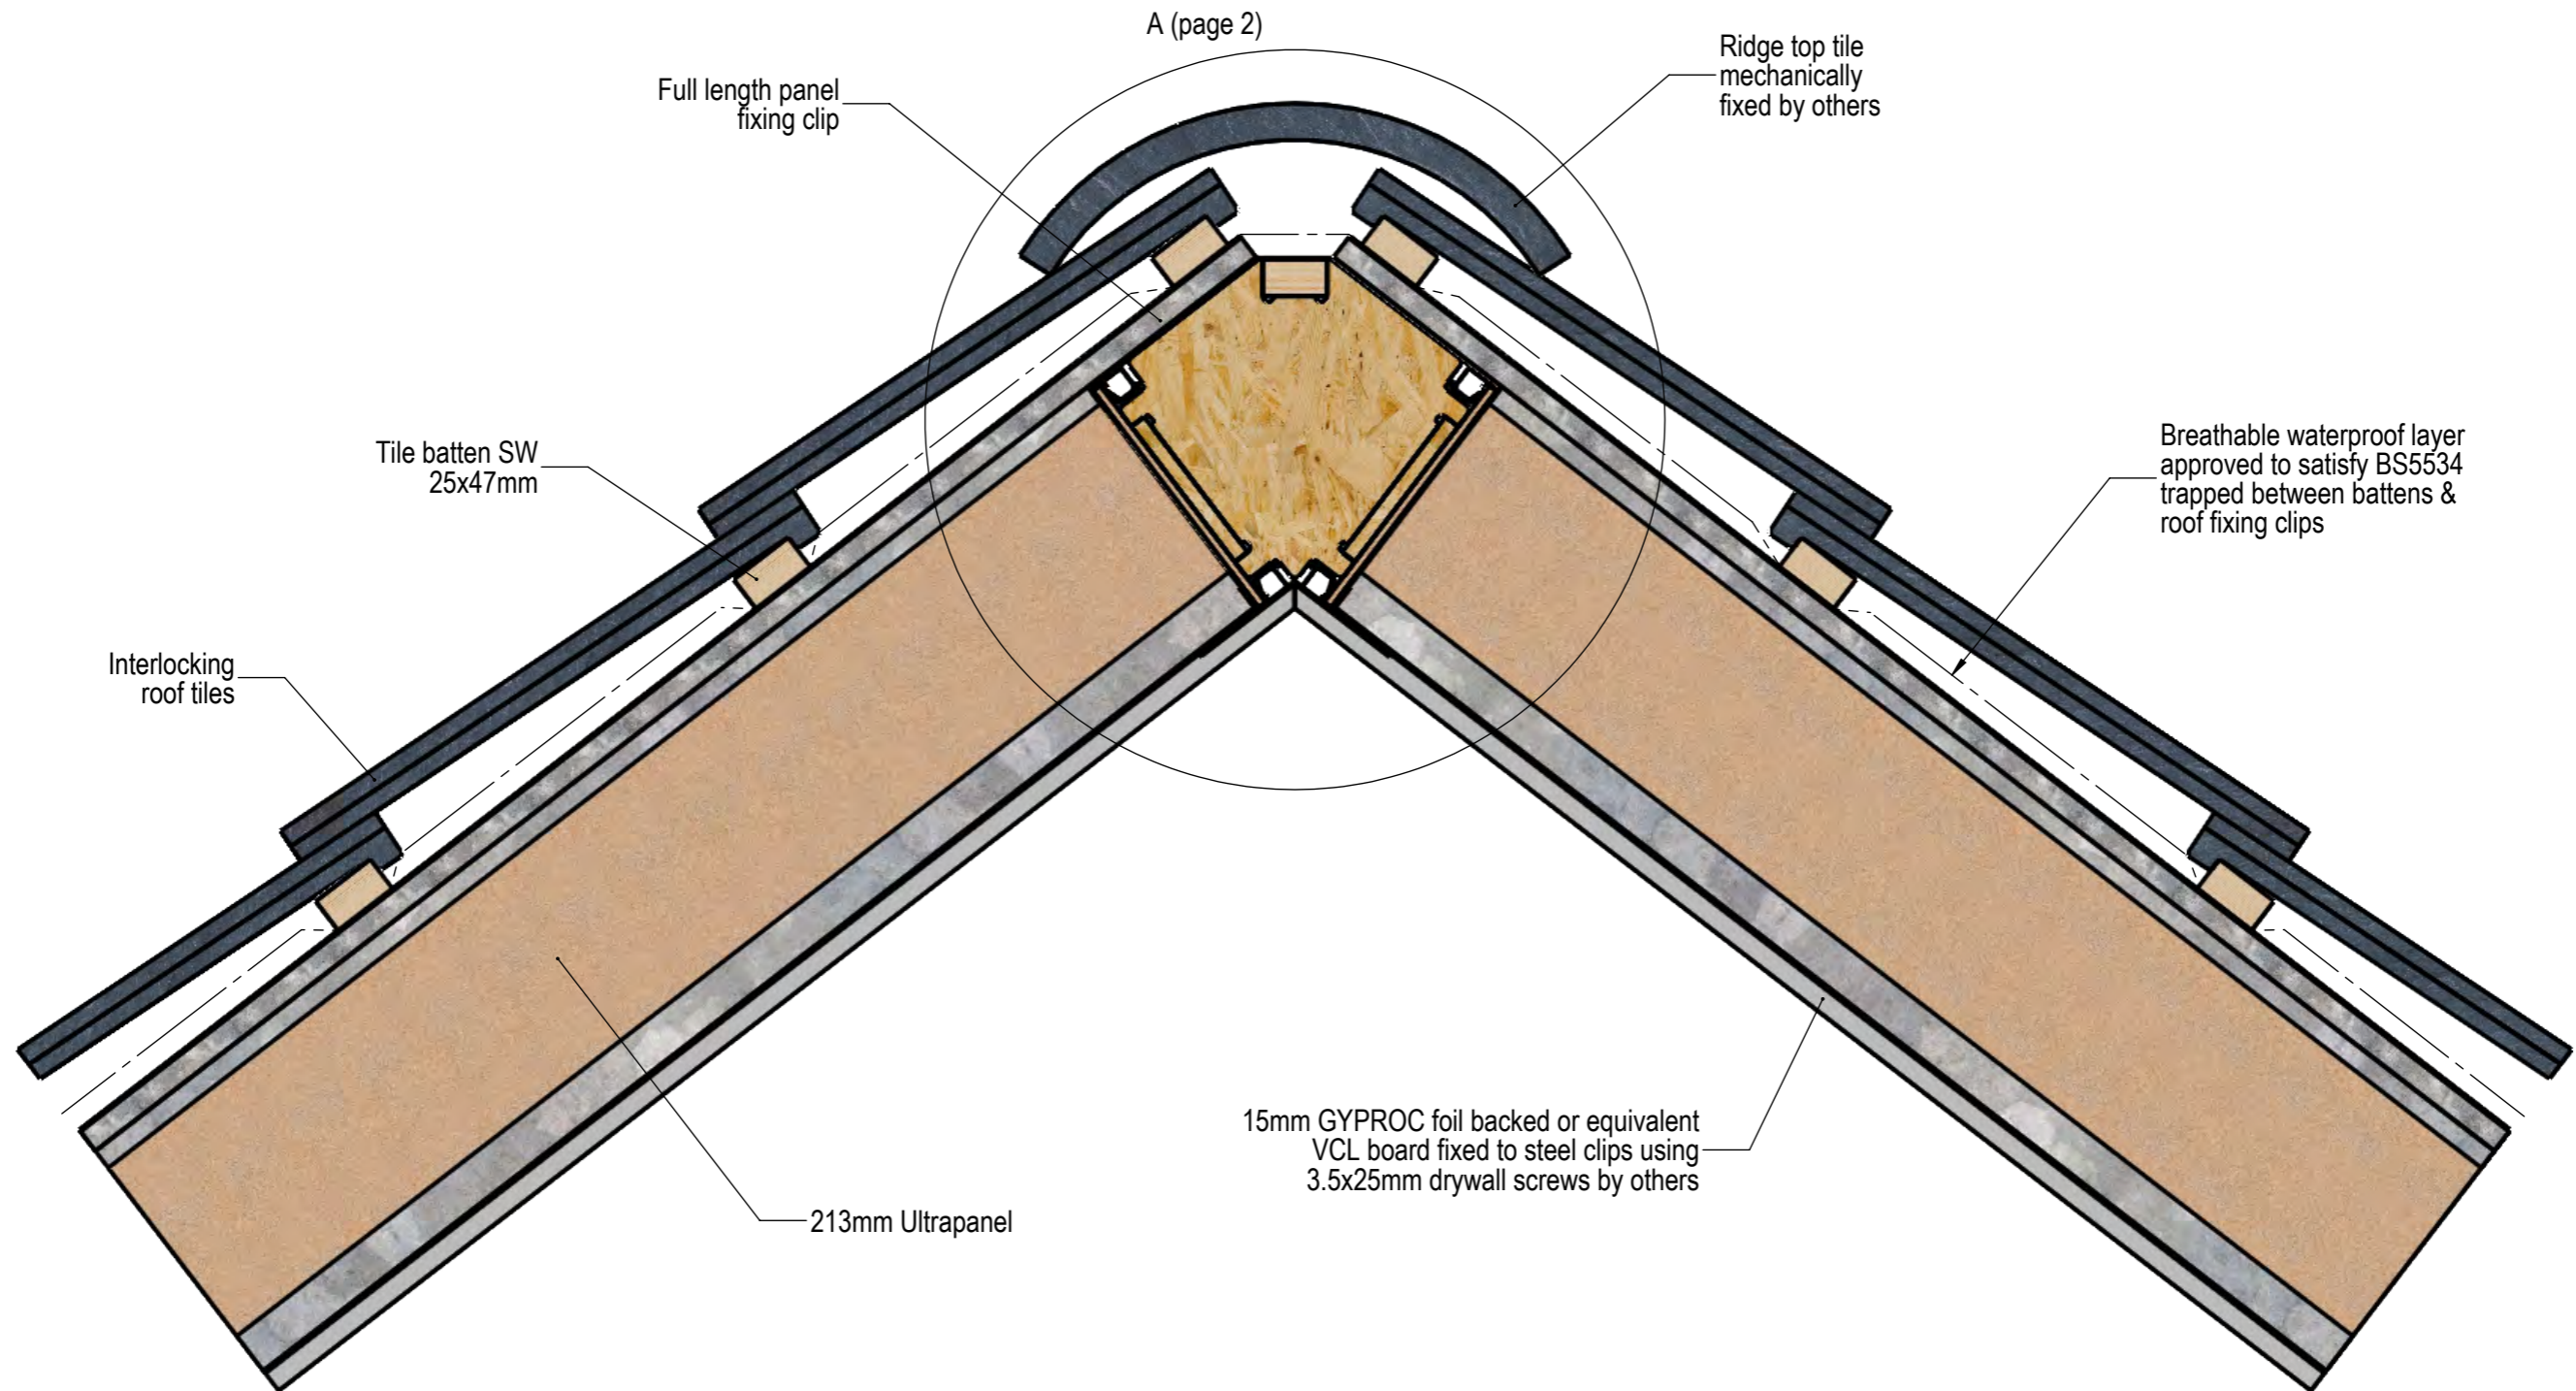 A (page 2)
Full length panel
fixing clip
Ridge top tile
mechanically
fixed by others
Tile batten SW
25x47mm
Breathable waterproof layer
approved to satisfy BS5534
trapped between battens &
roof fixing clips
Interlocking
roof tiles
15mm GYPROC foil backed or equivalent
VCL board fixed to steel clips using
3.5x25mm drywall screws by others
213mm Ultrapanel